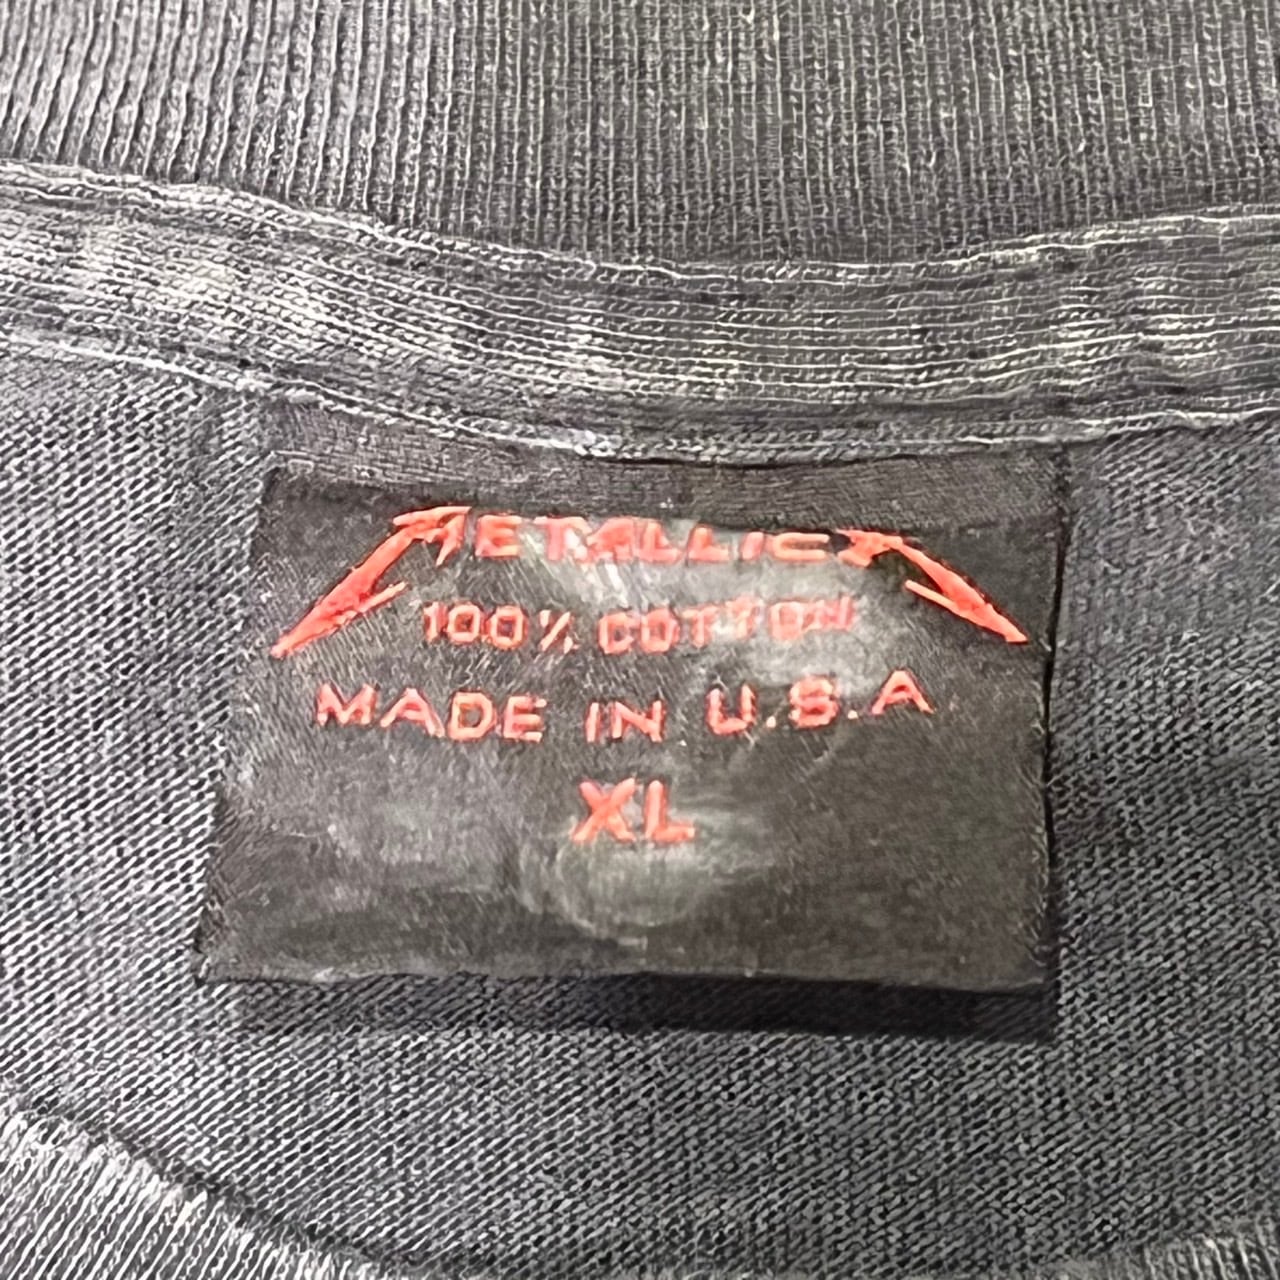 METALLICA
100% COTTON
MADE IN U.S.A
XL